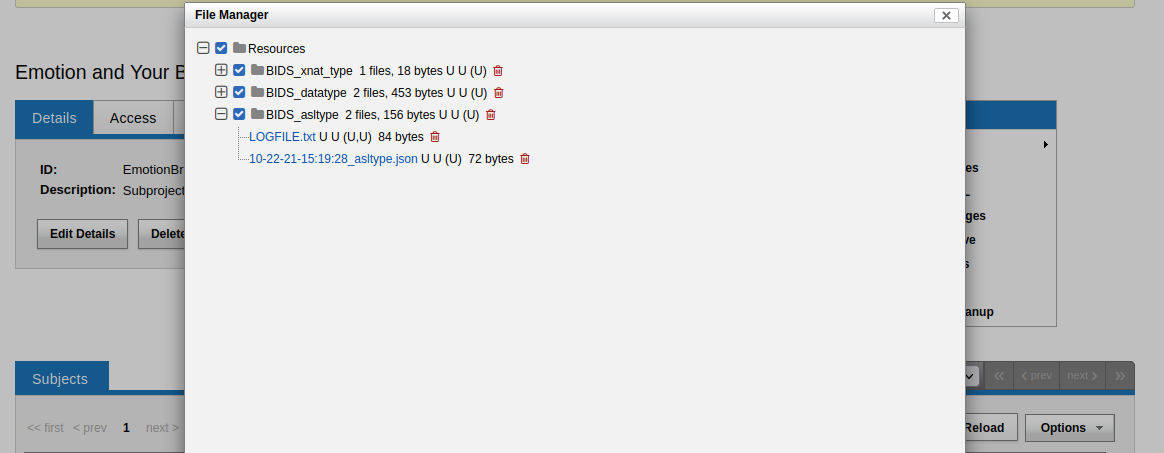 File Manager
Resources
BIDS_xnat_type 1 files, 18 bytes U U (U)
BIDS_datatype 2 files, 453 bytes U U (U)
BIDS_asltype 2 files, 156 bytes U U (U)
LOGFILE.txt U U (U,U) 84 bytes
10-22-21-15:19:28_asltype.json U U (U) 72 bytes
Emotion and Your B
Details Access
ID: EmotionBr
Description: Subproject
Edit Details Delete
es
ges
ve
s
anup
Subjects
<< first < prev 1 next >
« < prev next > »
Reload Options